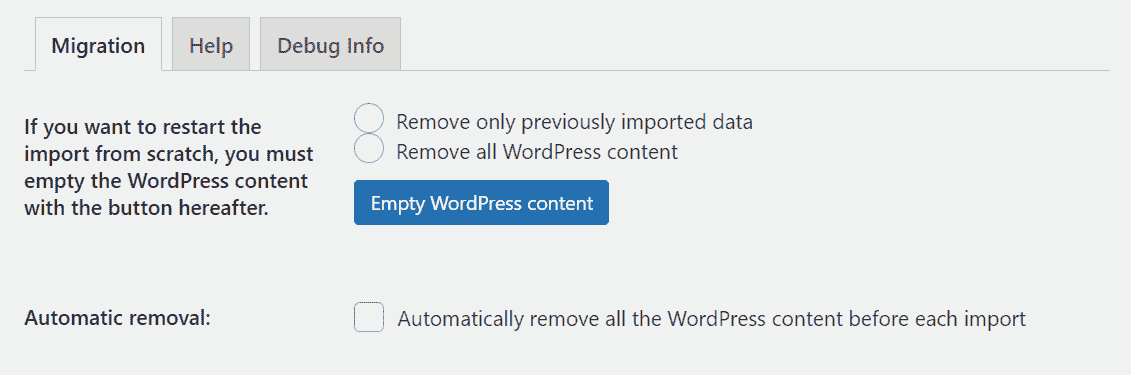 Migration
Help
Debug Info
If you want to restart the
import from scratch, you must
empty the WordPress content
with the button hereafter.
Remove only previously imported data
Remove all WordPress content
Empty WordPress content
Automatic removal:
Automatically remove all the WordPress content before each import